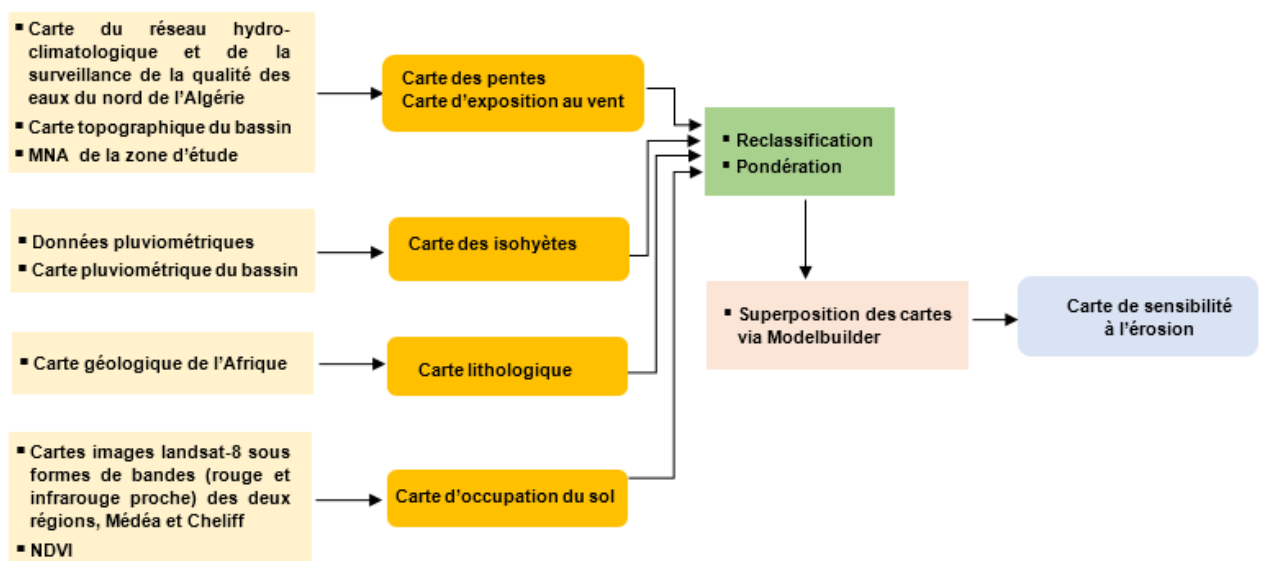 ▪ Carte du réseau hydro-
climatologique et de la
surveillance de la qualité des
eaux du nord de l'Algérie
▪ Carte topographique du bassin
▪ MNA de la zone d'étude
Carte des pentes
Carte d'exposition au vent
▪ Reclassification
▪ Pondération
▪ Données pluviométriques
▪ Carte pluviométrique du bassin
Carte des isohyètes
▪ Superposition des cartes
via Modelbuilder
Carte de sensibilité
à l'érosion
▪ Carte géologique de l'Afrique
Carte lithologique
▪ Cartes images landsat-8 sous
formes de bandes (rouge et
infrarouge proche) des deux
régions, Médéa et Cheliff
▪ NDVI
Carte d'occupation du sol